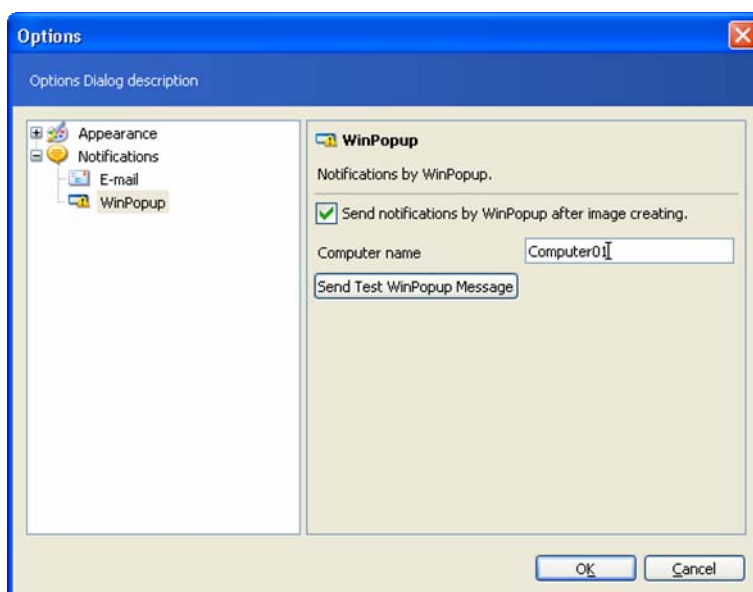 Options
Options Dialog description
Appearance
Notifications
E-mail
WinPopup
WinPopup
Notifications by WinPopup.
Send notifications by WinPopup after image creating.
Computer name
Computer01
Send Test WinPopup Message
OK
Cancel